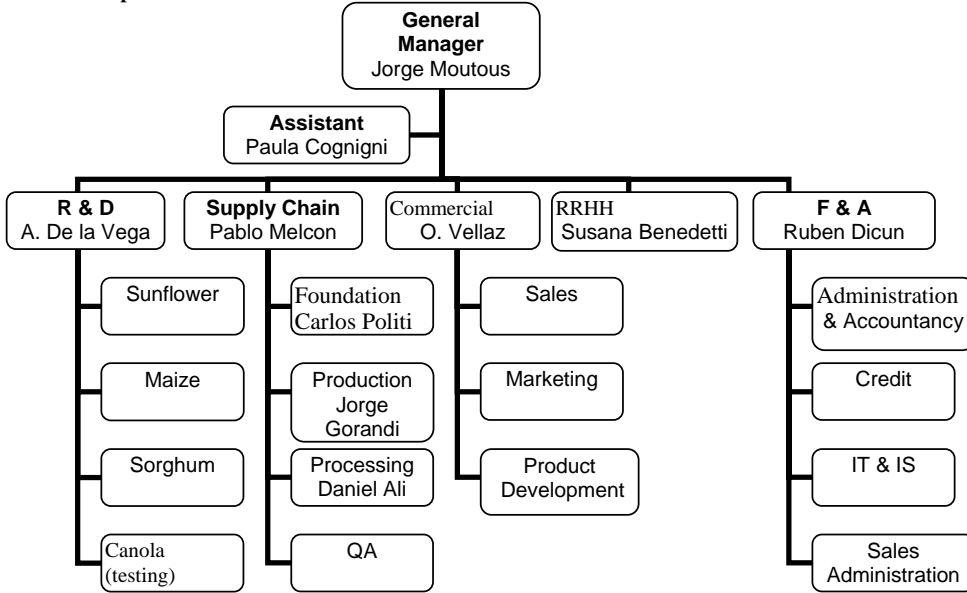 General
Manager
Jorge Moutous
Assistant
Paula Cognigni
R & D
A. De la Vega
Supply Chain
Pablo Melcon
Commercial
O. Vellaz
RRHH
Susana Benedetti
F & A
Ruben Dicun
Sunflower
Maize
Sorghum
Canola
(testing)
Foundation
Carlos Politi
Production
Jorge
Gorandi
Processing
Daniel Ali
QA
Sales
Marketing
Product
Development
Administration
& Accountancy
Credit
IT & IS
Sales
Administration